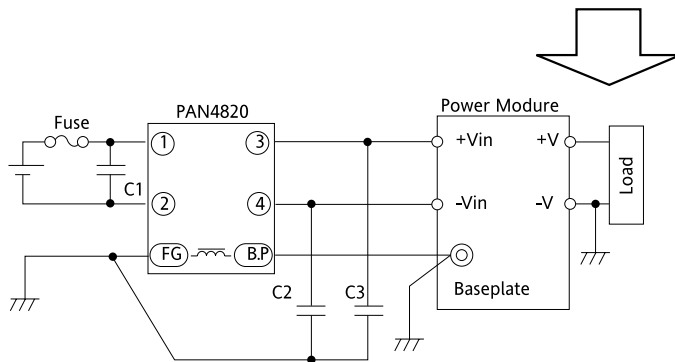 PAN4820
Power Modure
Fuse
1
3
+Vin
+V
C1
Load
2
4
-Vin
-V
FG
B.P
C2
C3
Baseplate